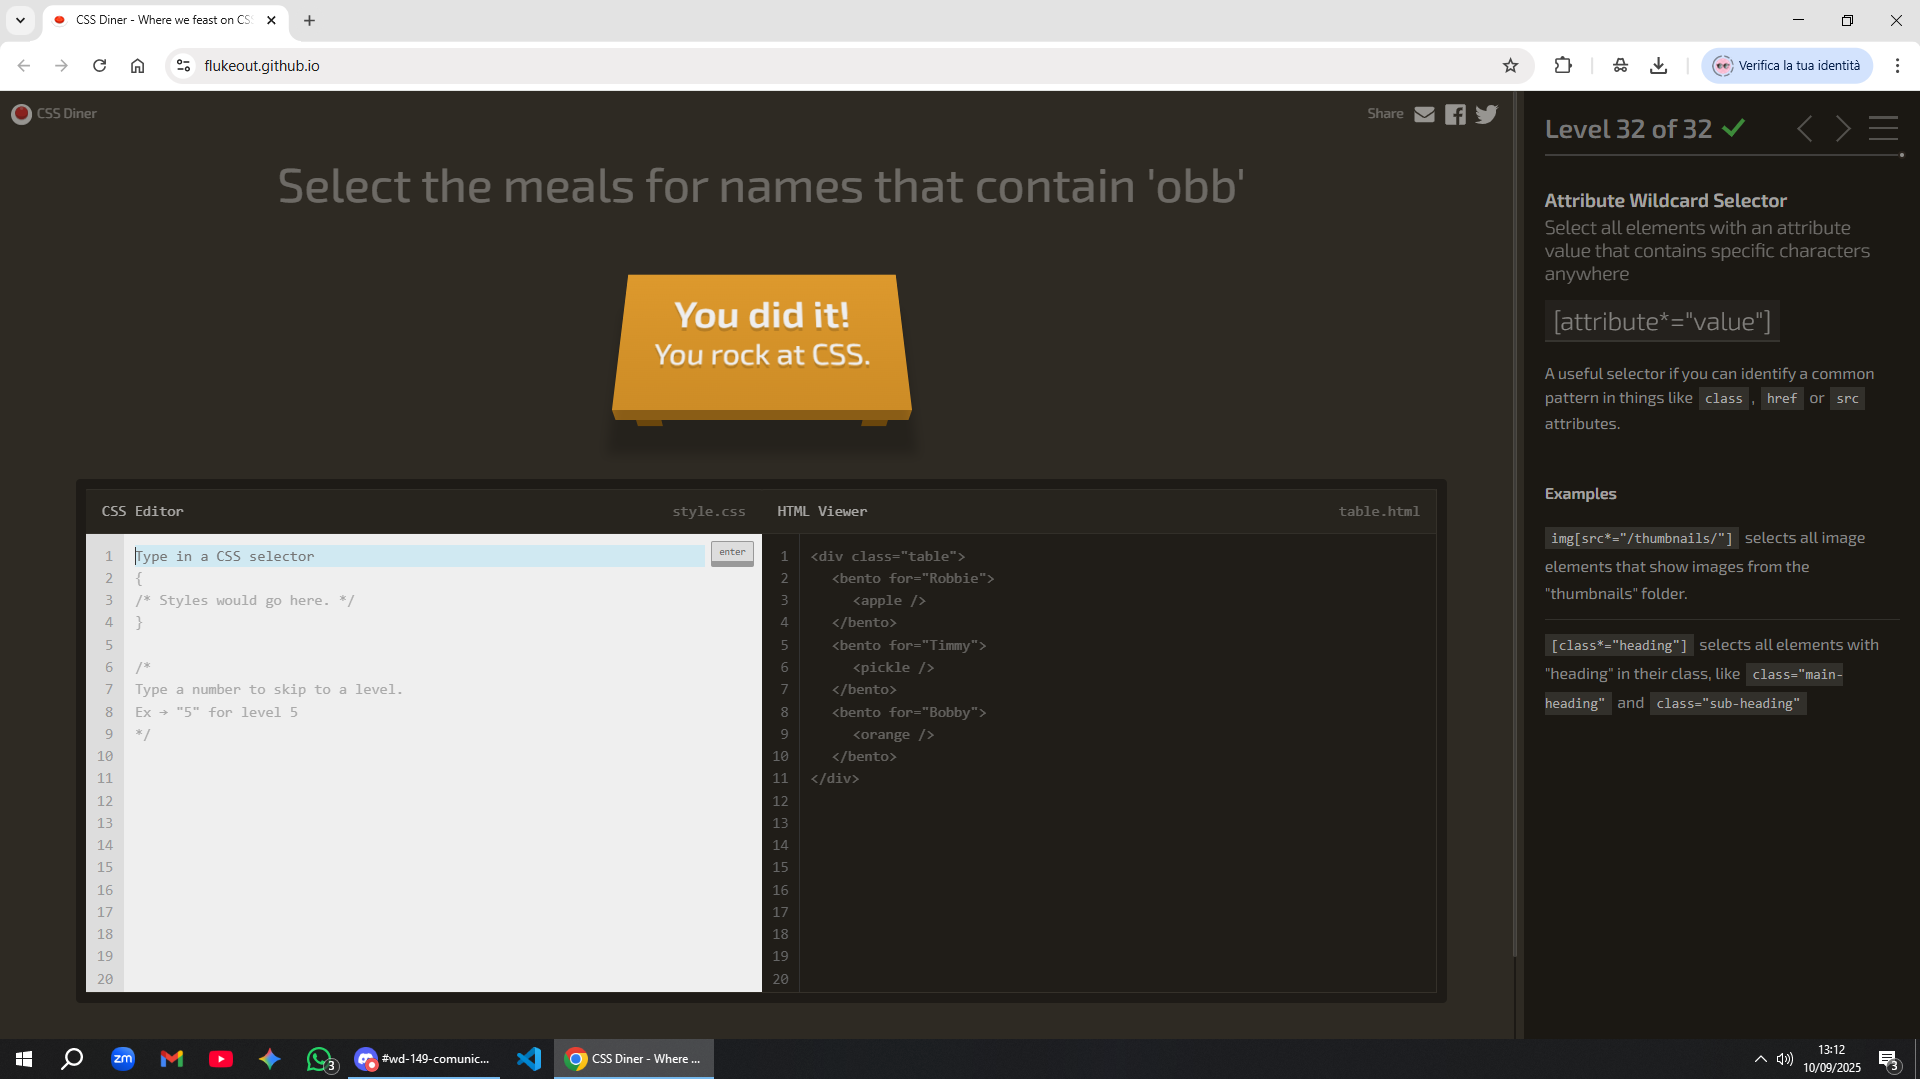 CSS Diner - Where we feast on CSS
flukeout.github.io
Verifica la tua identità
CSS Diner
Share
Select the meals for names that contain 'obb'
You did it!
You rock at CSS.
CSS Editor
style.css
1 Type in a CSS selector
enter
2 {
3 /* Styles would go here. */
4 }
5
6 /*
7 Type a number to skip to a level.
8 Ex → "5" for level 5
9 */
10
11
12
13
14
15
16
17
18
19
20
HTML Viewer
table.html
1 <div class="table">
2 <bento for="Robbie">
3 <apple />
4 </bento>
5 <bento for="Timmy">
6 <pickle />
7 </bento>
8 <bento for="Bobby">
9 <orange />
10 </bento>
11 </div>
12
13
14
15
16
17
18
19
20
Level 32 of 32
Attribute Wildcard Selector
Select all elements with an attribute
value that contains specific characters
anywhere
[attribute*="value"]
A useful selector if you can identify a common
pattern in things like class , href or src
attributes.
Examples
img[src*="/thumbnails/"] selects all image
elements that show images from the
"thumbnails" folder.
[class*="heading"] selects all elements with
"heading" in their class, like class="main-
heading" and class="sub-heading"
zm
3
#wd-149-comunic...
CSS Diner - Where ...
13:12
10/09/2025
3